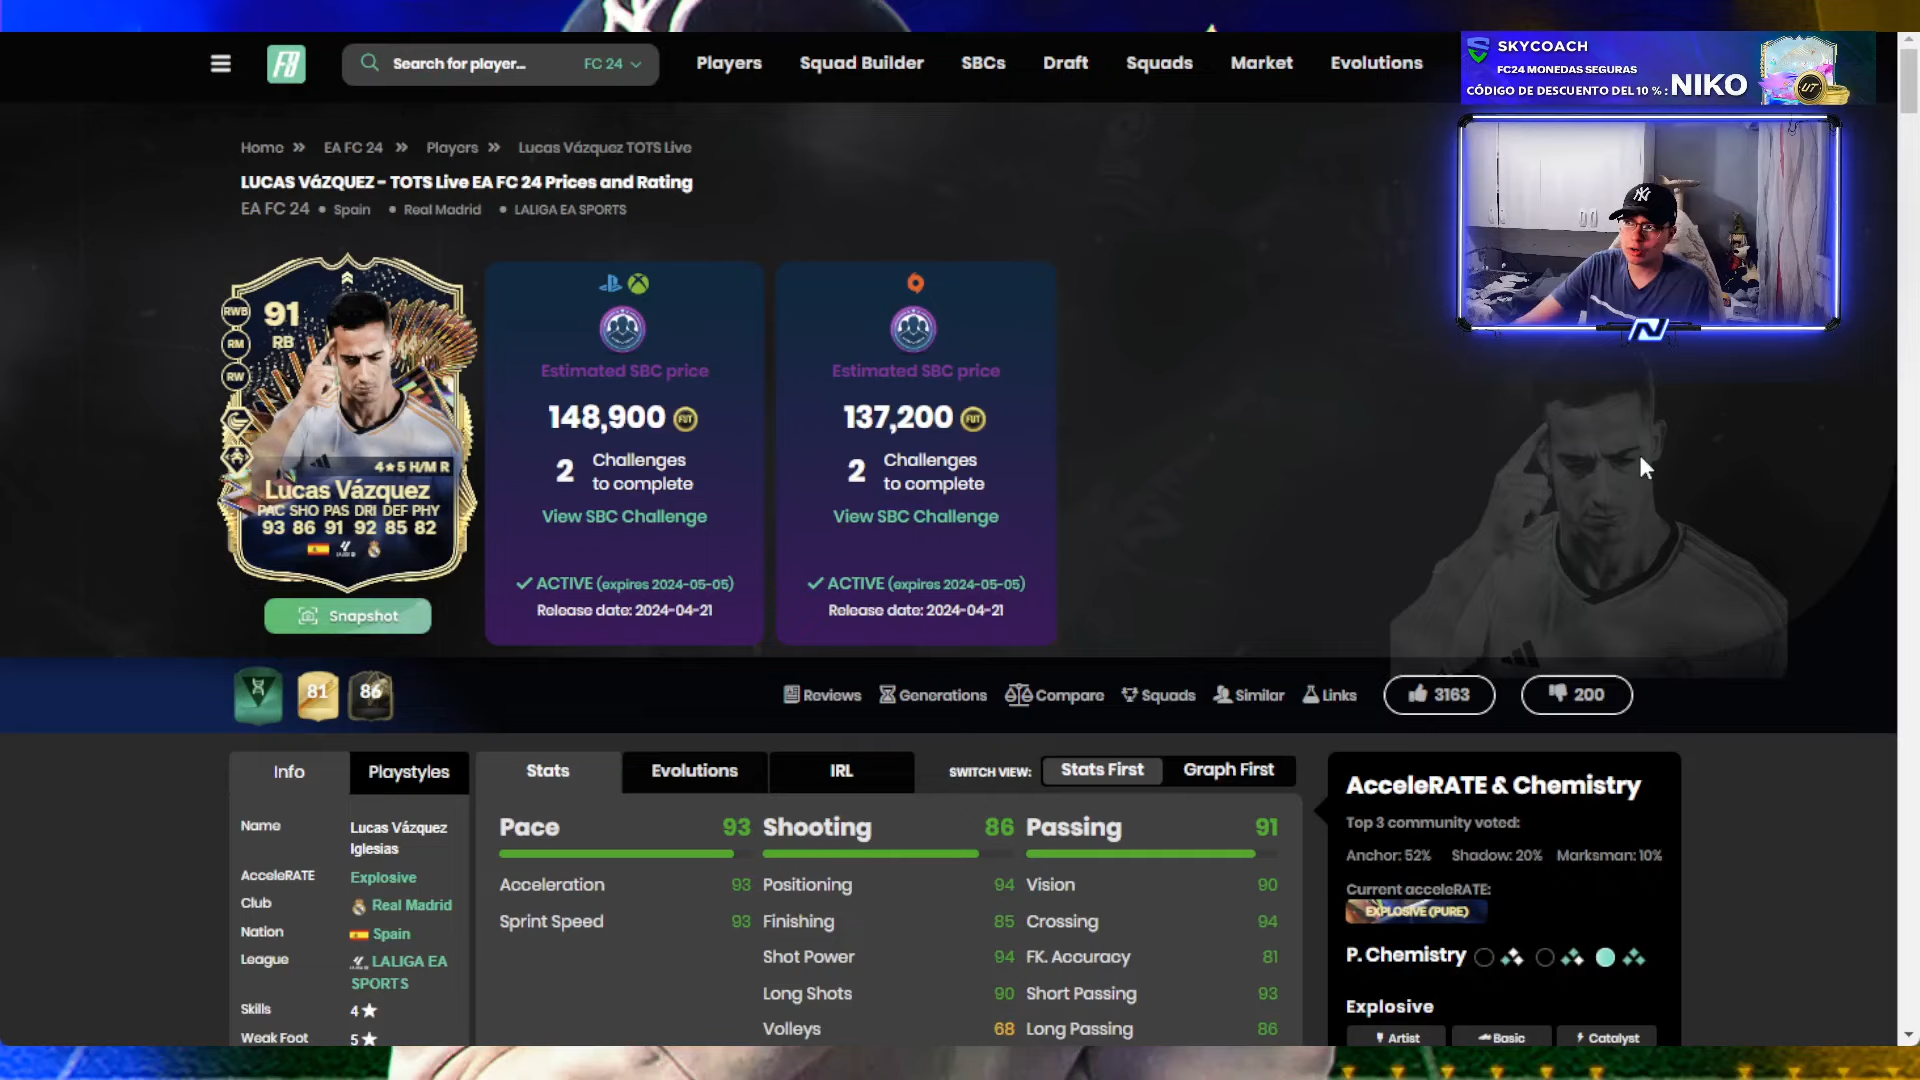 Search for player...
FC 24
Players
Squad Builder
SBCs
Draft
Squads
Market
Evolutions
SKYCOACH
FC24 MONEDAS SEGURAS
CÓDIGO DE DESCUENTO DEL 10 % : NIKO
UT
NY
Home » EA FC 24 » Players » Lucas Vázquez TOTS Live
LUCAS VáZQUEZ - TOTS Live EA FC 24 Prices and Rating
EA FC 24 • Spain • Real Madrid • LALIGA EA SPORTS
91
RB
RWB
RM
RW
4★5 H/M R
Lucas Vázquez
PAC SHO PAS DRI DEF PHY
93 86 91 92 85 82
Snapshot
Estimated SBC price
148,900
2 Challenges to complete
View SBC Challenge
ACTIVE (expires 2024-05-05)
Release date: 2024-04-21
Estimated SBC price
137,200
2 Challenges to complete
View SBC Challenge
ACTIVE (expires 2024-05-05)
Release date: 2024-04-21
81
86
Reviews
Generations
Compare
Squads
Similar
Links
3163
200
Info
Playstyles
Name Lucas Vázquez
Iglesias
AcceleRATE Explosive
Club Real Madrid
Nation Spain
League LALIGA EA
SPORTS
Skills 4★
Weak Foot 5★
Stats
Evolutions
IRL
SWITCH VIEW:
Stats First
Graph First
Pace 93
Acceleration 93
Sprint Speed 93
Shooting 86
Positioning 94
Finishing 85
Shot Power 94
Long Shots 90
Volleys 68
Passing 91
Vision 90
Crossing 94
FK. Accuracy 81
Short Passing 93
Long Passing 86
AcceleRATE & Chemistry
Top 3 community voted:
Anchor: 52% Shadow: 20% Marksman: 10%
Current acceleRATE:
EXPLOSIVE (PURE)
P. Chemistry
Explosive
Artist
Basic
Catalyst